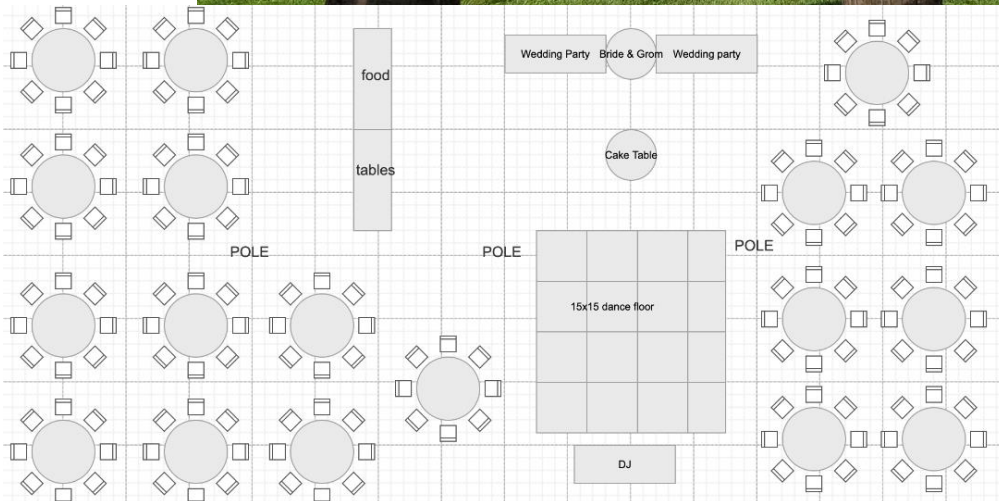 food
Wedding Party
Bride & Grom
Wedding party
Cake Table
tables
POLE
POLE
POLE
15x15 dance floor
DJ